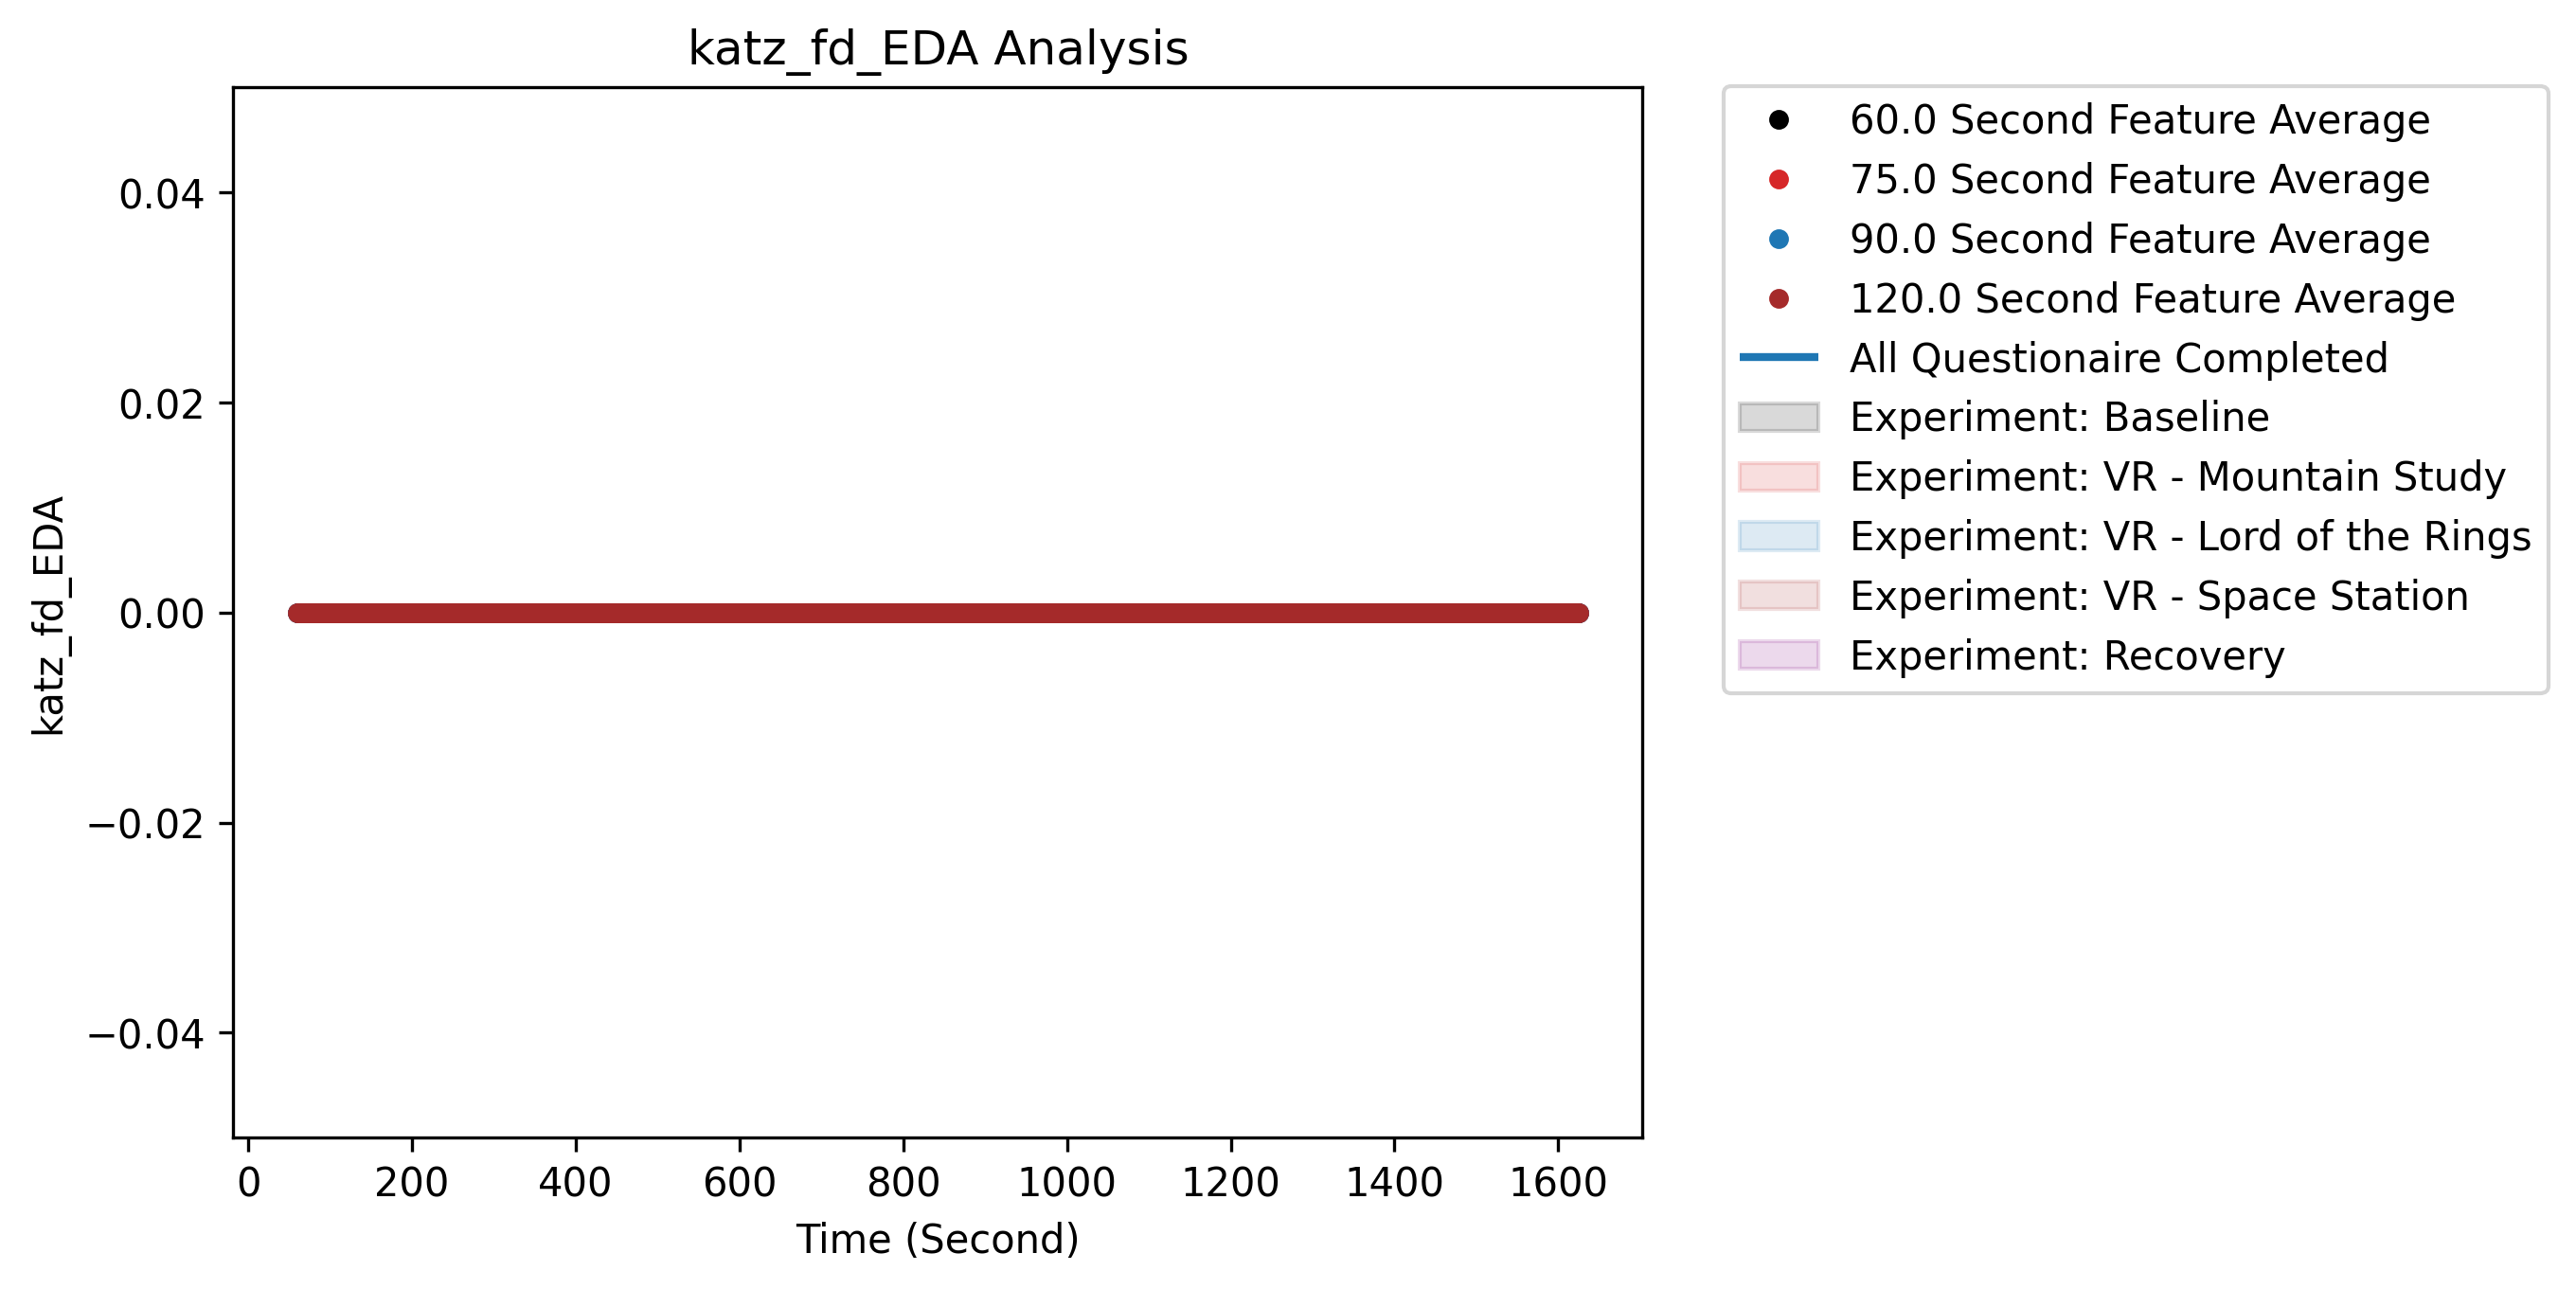 katz_fd_EDA Analysis
katz_fd_EDA
0.04
0.02
0.00
−0.02
−0.04
0
200
400
600
800
1000
1200
1400
1600
Time (Second)
60.0 Second Feature Average
75.0 Second Feature Average
90.0 Second Feature Average
120.0 Second Feature Average
All Questionaire Completed
Experiment: Baseline
Experiment: VR - Mountain Study
Experiment: VR - Lord of the Rings
Experiment: VR - Space Station
Experiment: Recovery